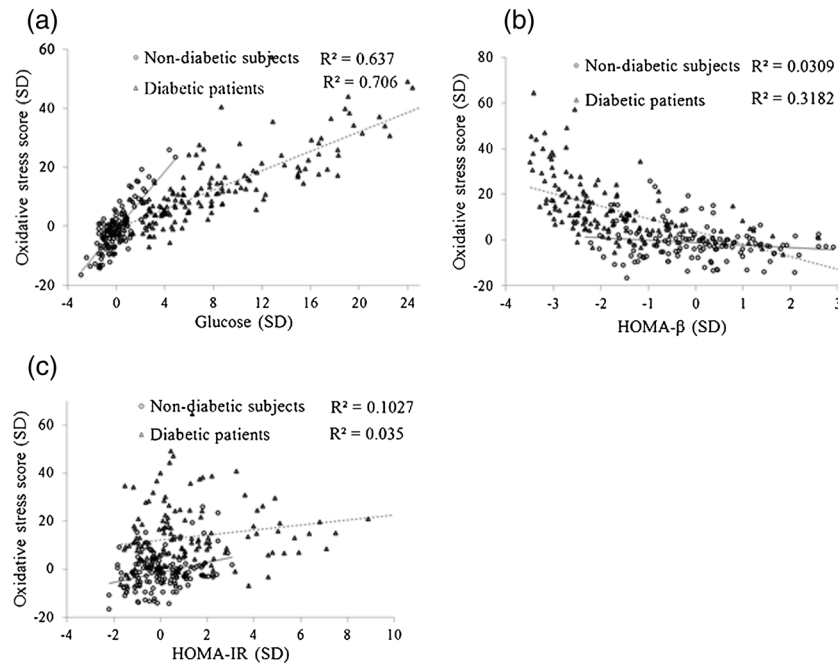 (a)
60
Non-diabetic subjects R² = 0.637
Diabetic patients R² = 0.706
40
20
0
-20
-4 0 4 8 12 16 20 24
Oxidative stress score (SD)
Glucose (SD)
(b)
80
Non-diabetic subjects R² = 0.0309
Diabetic patients R² = 0.3182
60
40
20
0
-20
-4 -3 -2 -1 0 1 2 3
Oxidative stress score (SD)
HOMA-β (SD)
(c)
Non-diabetic subjects R² = 0.1027
Diabetic patients R² = 0.035
60
40
20
0
-20
-4 -2 0 2 4 6 8 10
Oxidative stress score (SD)
HOMA-IR (SD)